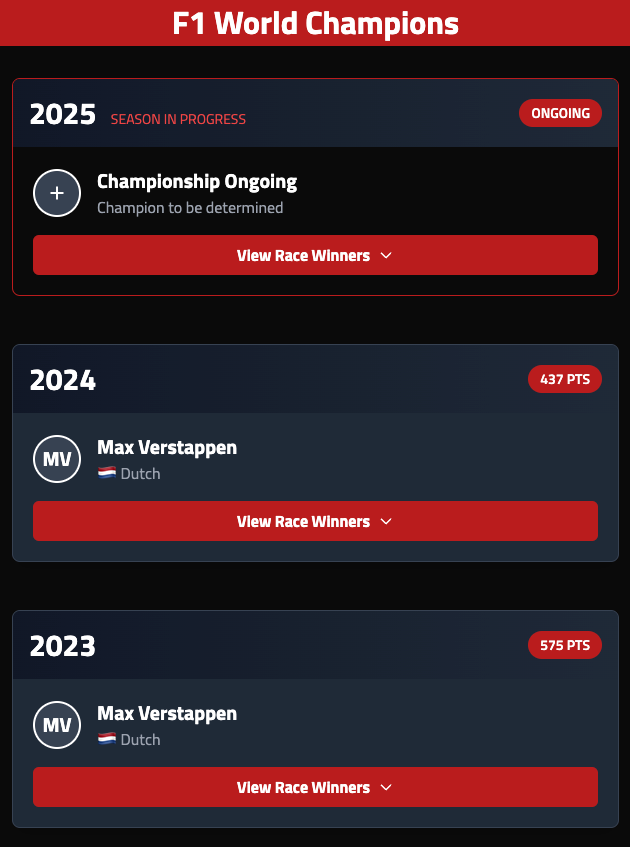 F1 World Champions
2025 SEASON IN PROGRESS ONGOING
+ Championship Ongoing
Champion to be determined
View Race Winners
2024 437 PTS
MV Max Verstappen
🇳🇱 Dutch
View Race Winners
2023 575 PTS
MV Max Verstappen
🇳🇱 Dutch
View Race Winners